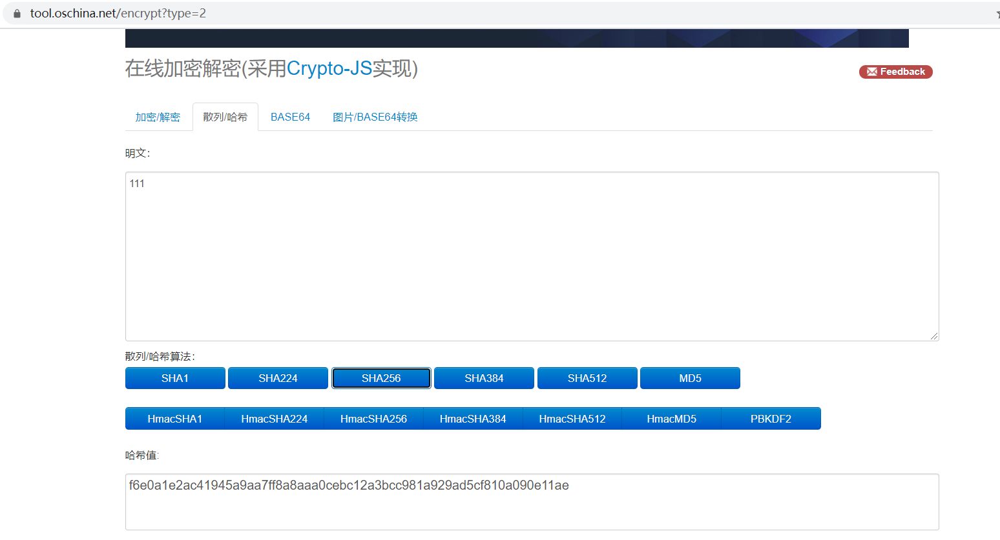 tool.oschina.net/encrypt?type=2
在线加密解密(采用Crypto-JS实现)
Feedback
加密/解密 散列/哈希 BASE64 图片/BASE64转换
明文:
111
散列/哈希算法:
SHA1 SHA224 SHA256 SHA384 SHA512 MD5
HmacSHA1 HmacSHA224 HmacSHA256 HmacSHA384 HmacSHA512 HmacMD5 PBKDF2
哈希值:
f6e0a1e2ac41945a9aa7ff8a8aaa0cebc12a3bcc981a929ad5cf810a090e11ae